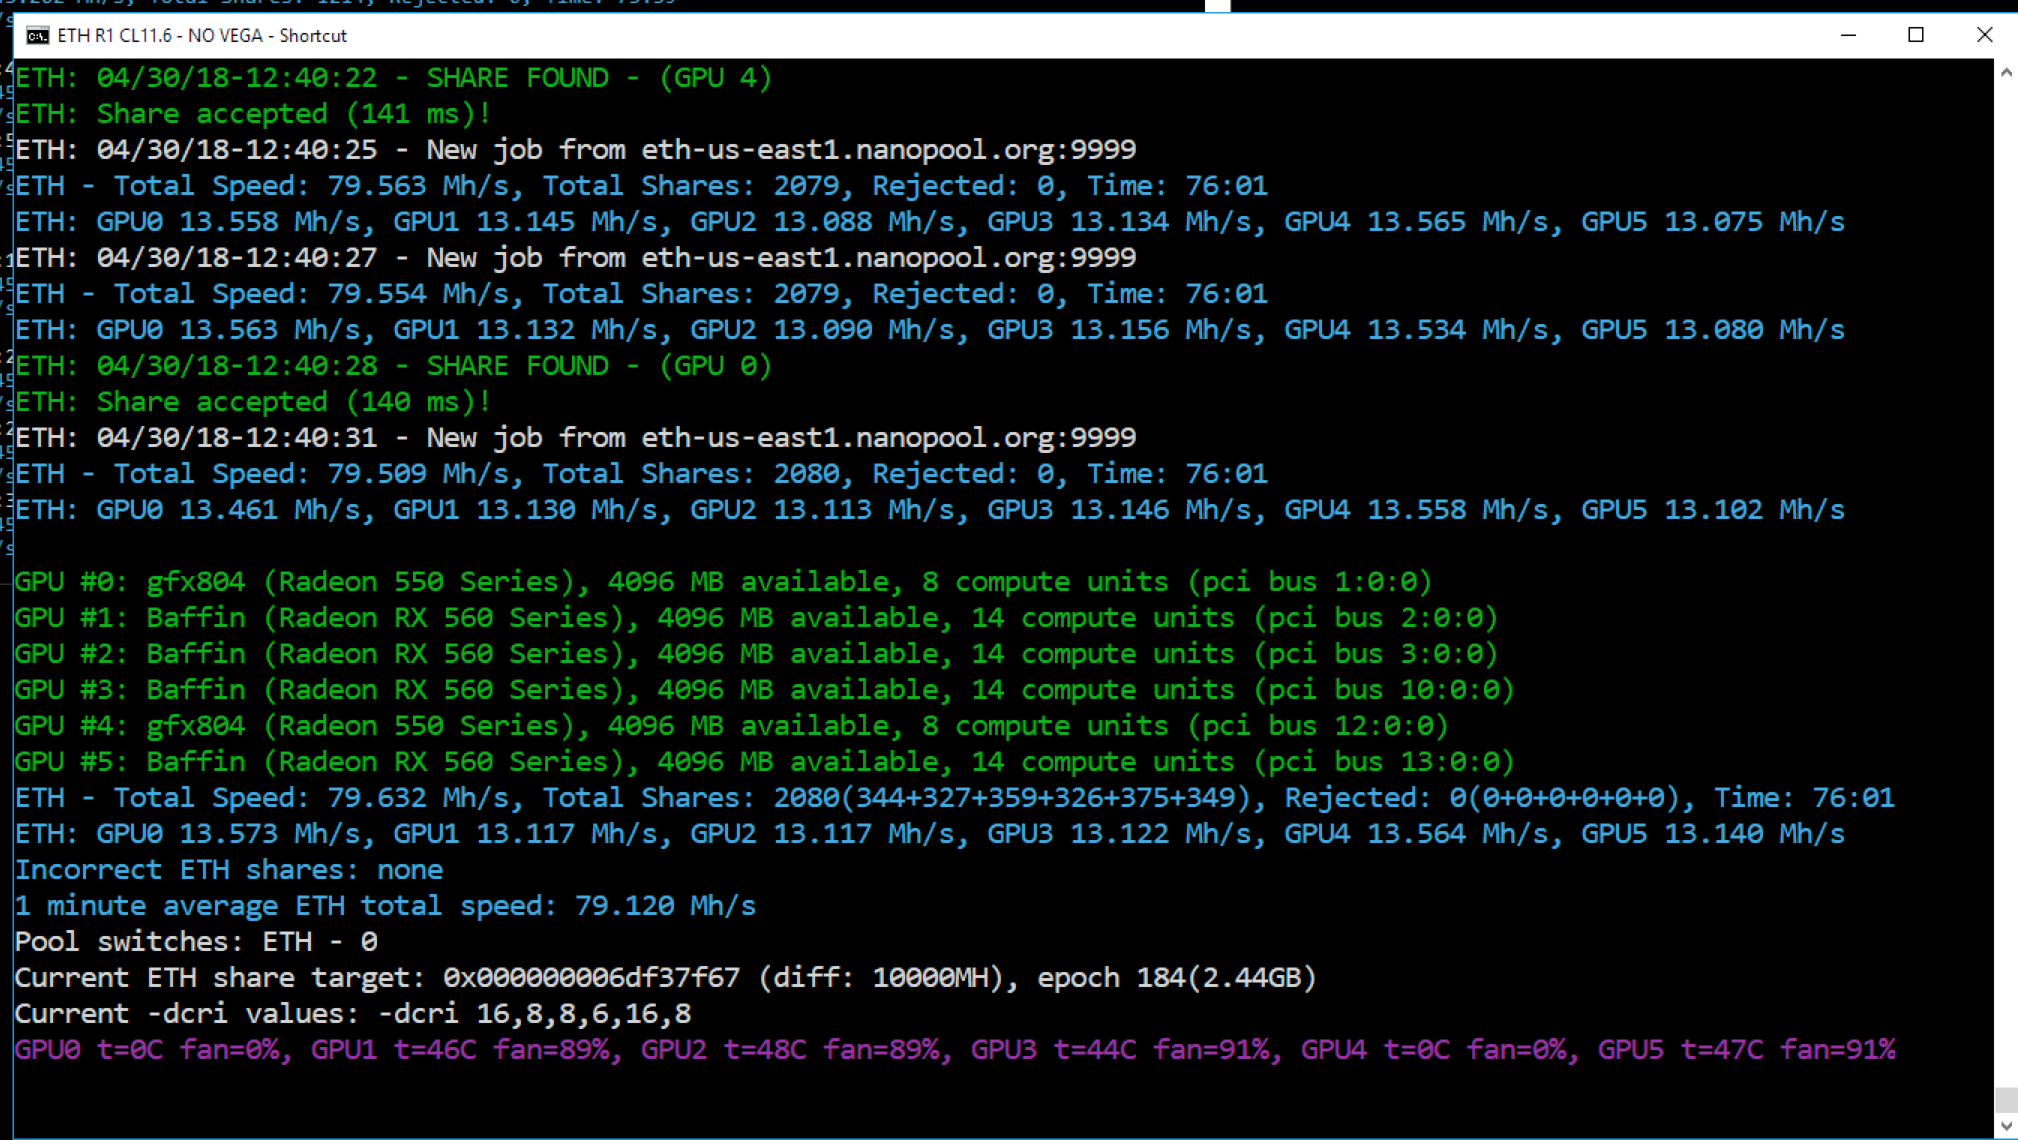 ETH R1 CL11.6 - NO VEGA - Shortcut
ETH: 04/30/18-12:40:22 - SHARE FOUND - (GPU 4)
ETH: Share accepted (141 ms)!
ETH: 04/30/18-12:40:25 - New job from eth-us-east1.nanopool.org:9999
ETH - Total Speed: 79.563 Mh/s, Total Shares: 2079, Rejected: 0, Time: 76:01
ETH: GPU0 13.558 Mh/s, GPU1 13.145 Mh/s, GPU2 13.088 Mh/s, GPU3 13.134 Mh/s, GPU4 13.565 Mh/s, GPU5 13.075 Mh/s
ETH: 04/30/18-12:40:27 - New job from eth-us-east1.nanopool.org:9999
ETH - Total Speed: 79.554 Mh/s, Total Shares: 2079, Rejected: 0, Time: 76:01
ETH: GPU0 13.563 Mh/s, GPU1 13.132 Mh/s, GPU2 13.090 Mh/s, GPU3 13.156 Mh/s, GPU4 13.534 Mh/s, GPU5 13.080 Mh/s
ETH: 04/30/18-12:40:28 - SHARE FOUND - (GPU 0)
ETH: Share accepted (140 ms)!
ETH: 04/30/18-12:40:31 - New job from eth-us-east1.nanopool.org:9999
ETH - Total Speed: 79.509 Mh/s, Total Shares: 2080, Rejected: 0, Time: 76:01
ETH: GPU0 13.461 Mh/s, GPU1 13.130 Mh/s, GPU2 13.113 Mh/s, GPU3 13.146 Mh/s, GPU4 13.558 Mh/s, GPU5 13.102 Mh/s
GPU #0: gfx804 (Radeon 550 Series), 4096 MB available, 8 compute units (pci bus 1:0:0)
GPU #1: Baffin (Radeon RX 560 Series), 4096 MB available, 14 compute units (pci bus 2:0:0)
GPU #2: Baffin (Radeon RX 560 Series), 4096 MB available, 14 compute units (pci bus 3:0:0)
GPU #3: Baffin (Radeon RX 560 Series), 4096 MB available, 14 compute units (pci bus 10:0:0)
GPU #4: gfx804 (Radeon 550 Series), 4096 MB available, 8 compute units (pci bus 12:0:0)
GPU #5: Baffin (Radeon RX 560 Series), 4096 MB available, 14 compute units (pci bus 13:0:0)
ETH - Total Speed: 79.632 Mh/s, Total Shares: 2080(344+327+359+326+375+349), Rejected: 0(0+0+0+0+0+0), Time: 76:01
ETH: GPU0 13.573 Mh/s, GPU1 13.117 Mh/s, GPU2 13.117 Mh/s, GPU3 13.122 Mh/s, GPU4 13.564 Mh/s, GPU5 13.140 Mh/s
Incorrect ETH shares: none
1 minute average ETH total speed: 79.120 Mh/s
Pool switches: ETH - 0
Current ETH share target: 0x000000006df37f67 (diff: 10000MH), epoch 184(2.44GB)
Current -dcri values: -dcri 16,8,8,6,16,8
GPU0 t=0C fan=0%, GPU1 t=46C fan=89%, GPU2 t=48C fan=89%, GPU3 t=44C fan=91%, GPU4 t=0C fan=0%, GPU5 t=47C fan=91%